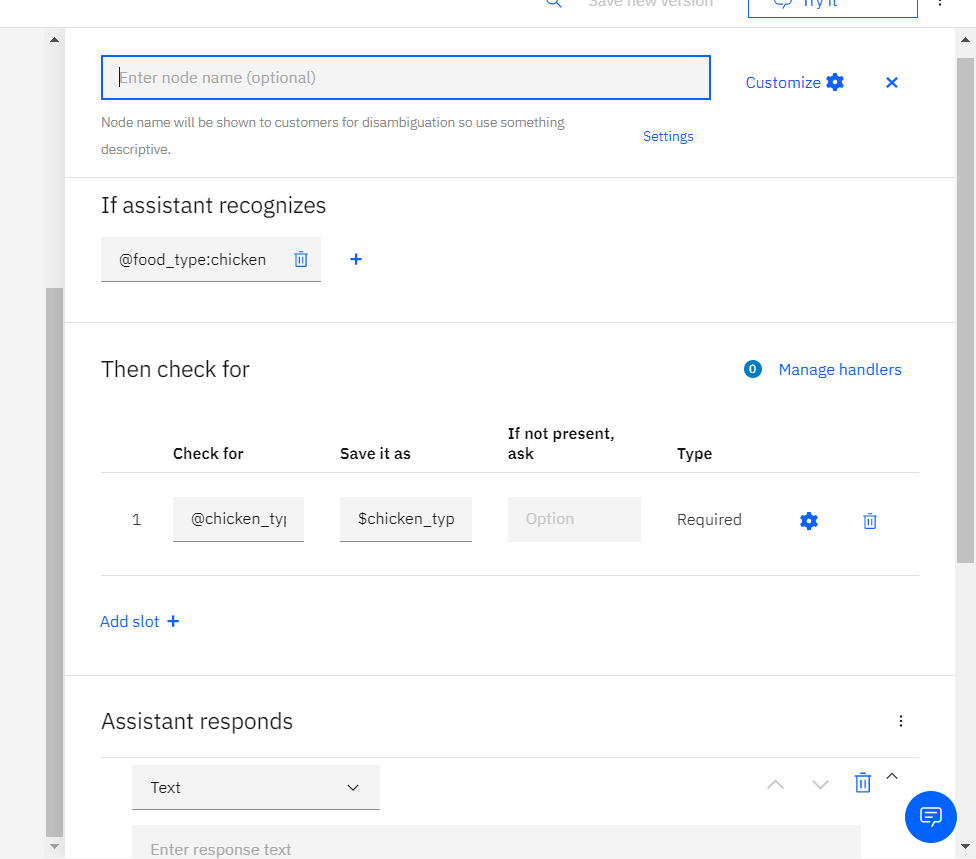 Save new version
Try it
Enter node name (optional)
Customize
Node name will be shown to customers for disambiguation so use something
descriptive.
Settings
If assistant recognizes
@food_type:chicken
Then check for
0 Manage handlers
Check for
Save it as
If not present,
ask
Type
1
@chicken_typ
$chicken_typ
Option
Required
Add slot +
Assistant responds
Text
Enter response text